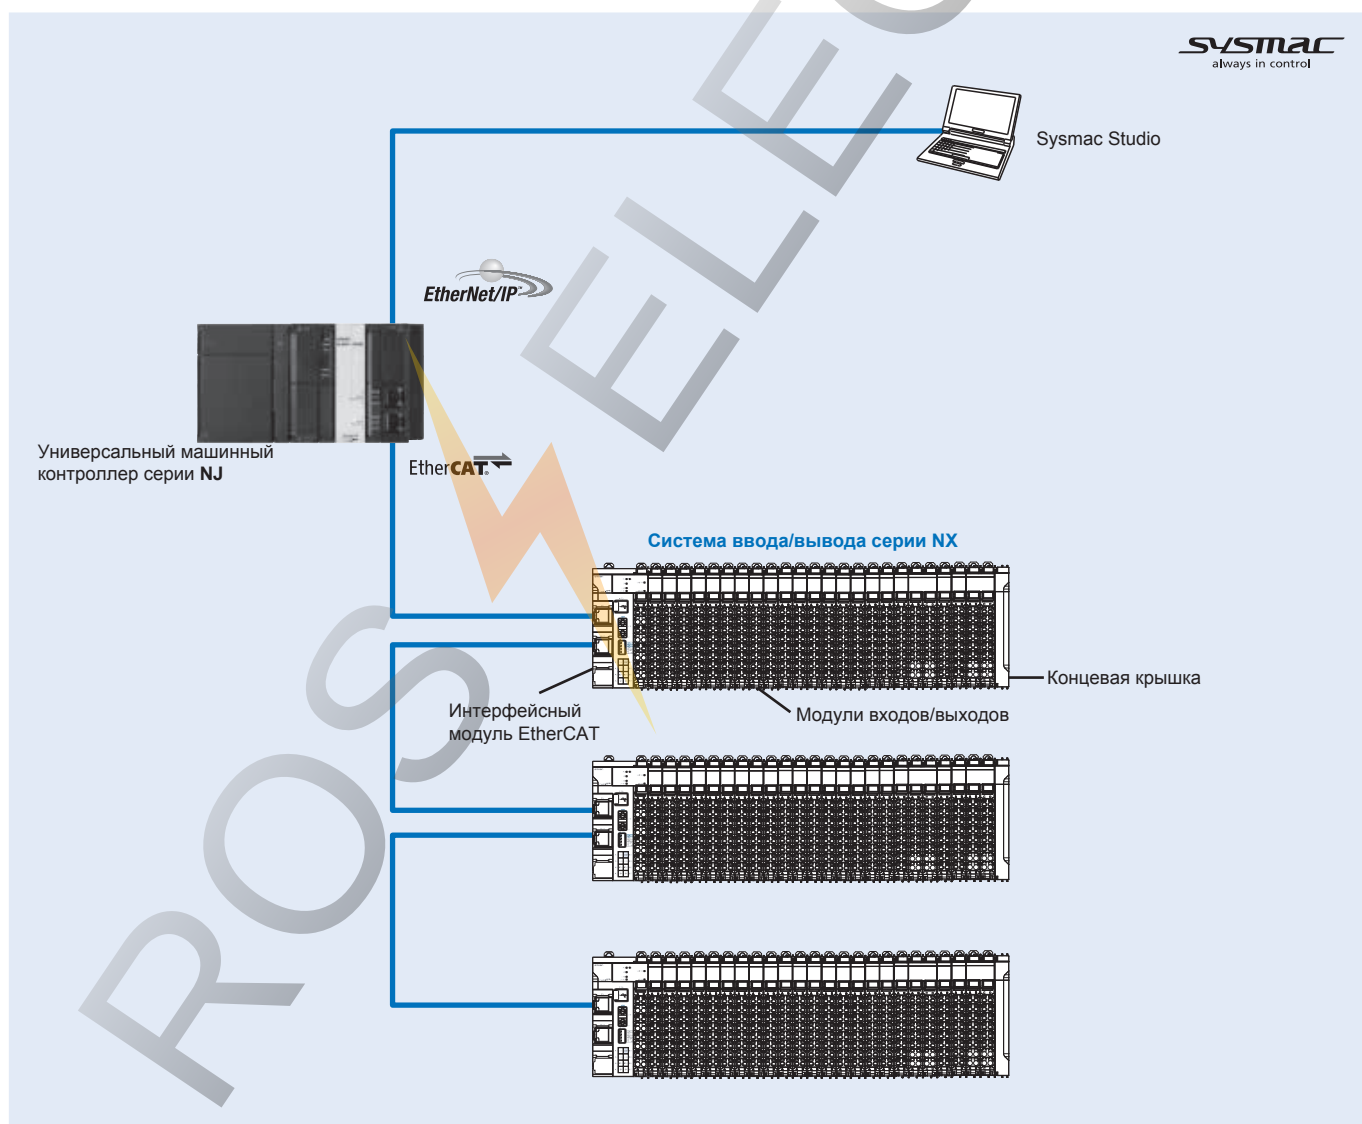 sysmac
always in control
Sysmac Studio
EtherNet/IP™
Универсальный машинный
контроллер серии NJ
EtherCAT®
Система ввода/вывода серии NX
Концевая крышка
Интерфейсный
модуль EtherCAT
Модули входов/выходов
ROS ELEC